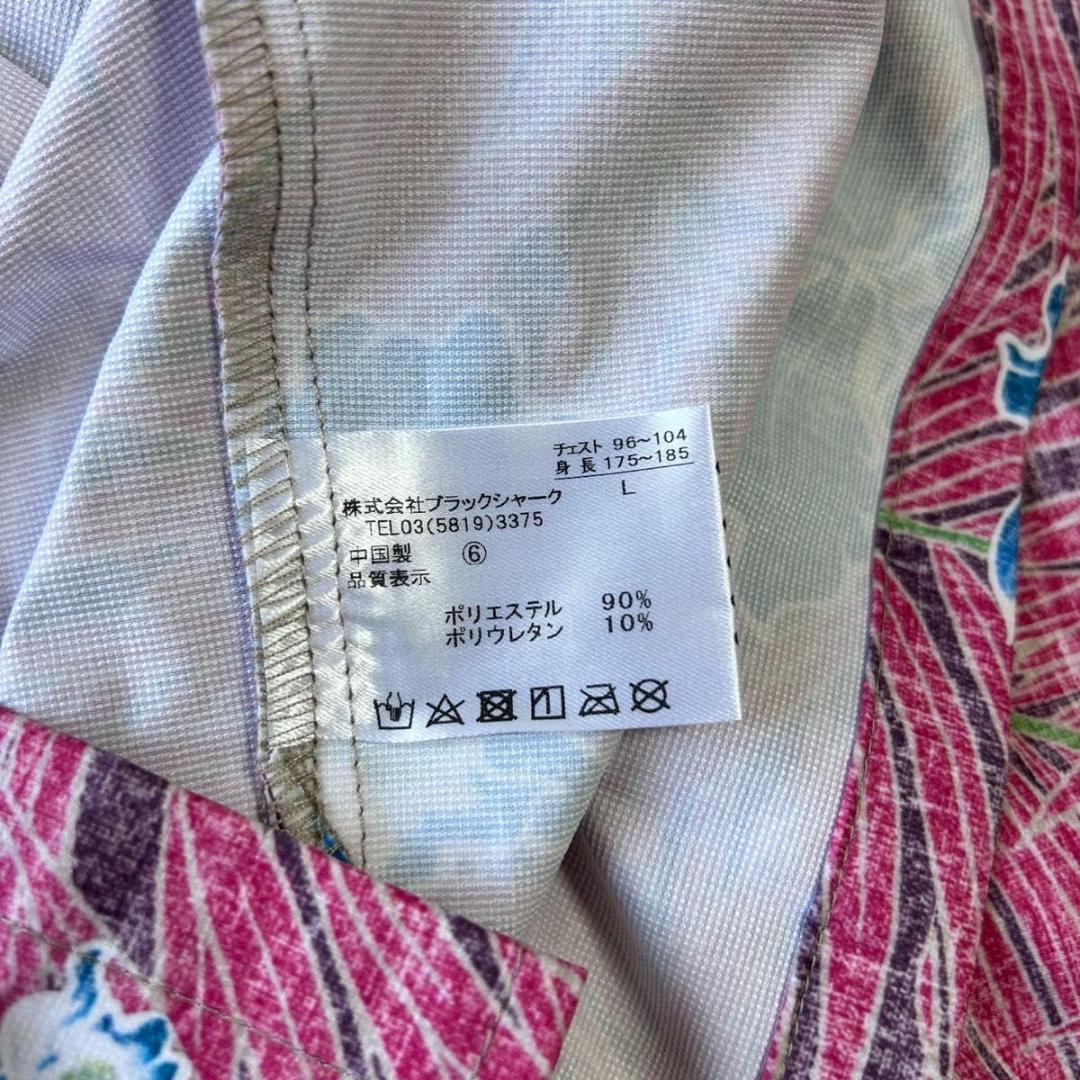 チェスト 96〜104
身長 175〜185
L
株式会社ブラックシャーク
TEL03(5819)3375
中国製 ⑥
品質表示
ポリエステル 90%
ポリウレタン 10%